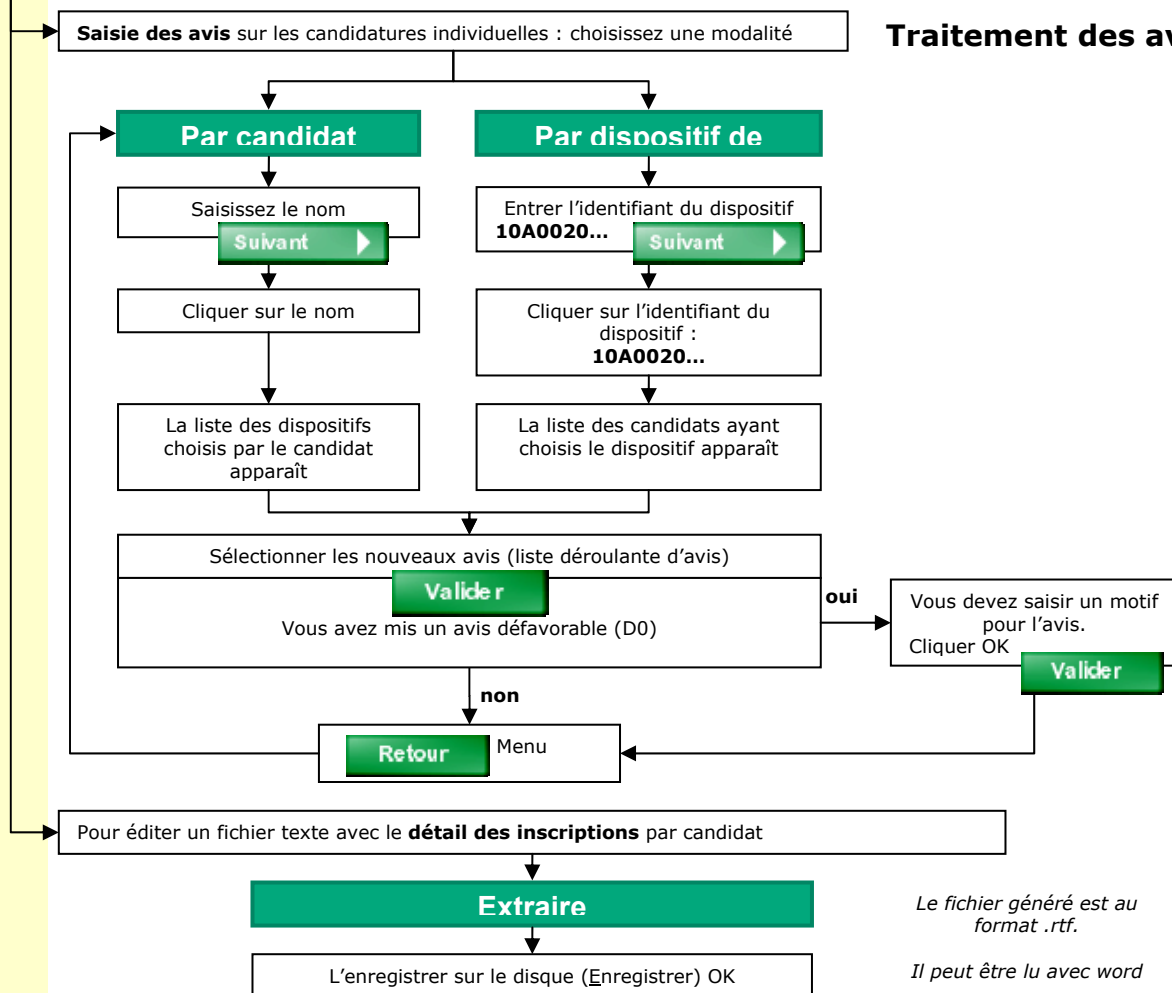 Saisie des avis sur les candidatures individuelles : choisissez une modalité
Traitement des av
Par candidat
Par dispositif de
Saisissez le nom
Suivant
Entrer l’identifiant du dispositif
10A0020...
Suivant
Cliquer sur le nom
Cliquer sur l’identifiant du
dispositif :
10A0020...
La liste des dispositifs
choisis par le candidat
apparaît
La liste des candidats ayant
choisis le dispositif apparaît
Sélectionner les nouveaux avis (liste déroulante d’avis)
Valider
Vous avez mis un avis défavorable (D0)
oui
Vous devez saisir un motif
pour l’avis.
Cliquer OK
Valider
non
Retour Menu
Pour éditer un fichier texte avec le détail des inscriptions par candidat
Extraire
Le fichier généré est au
format .rtf.
L’enregistrer sur le disque (Enregistrer) OK
Il peut être lu avec word